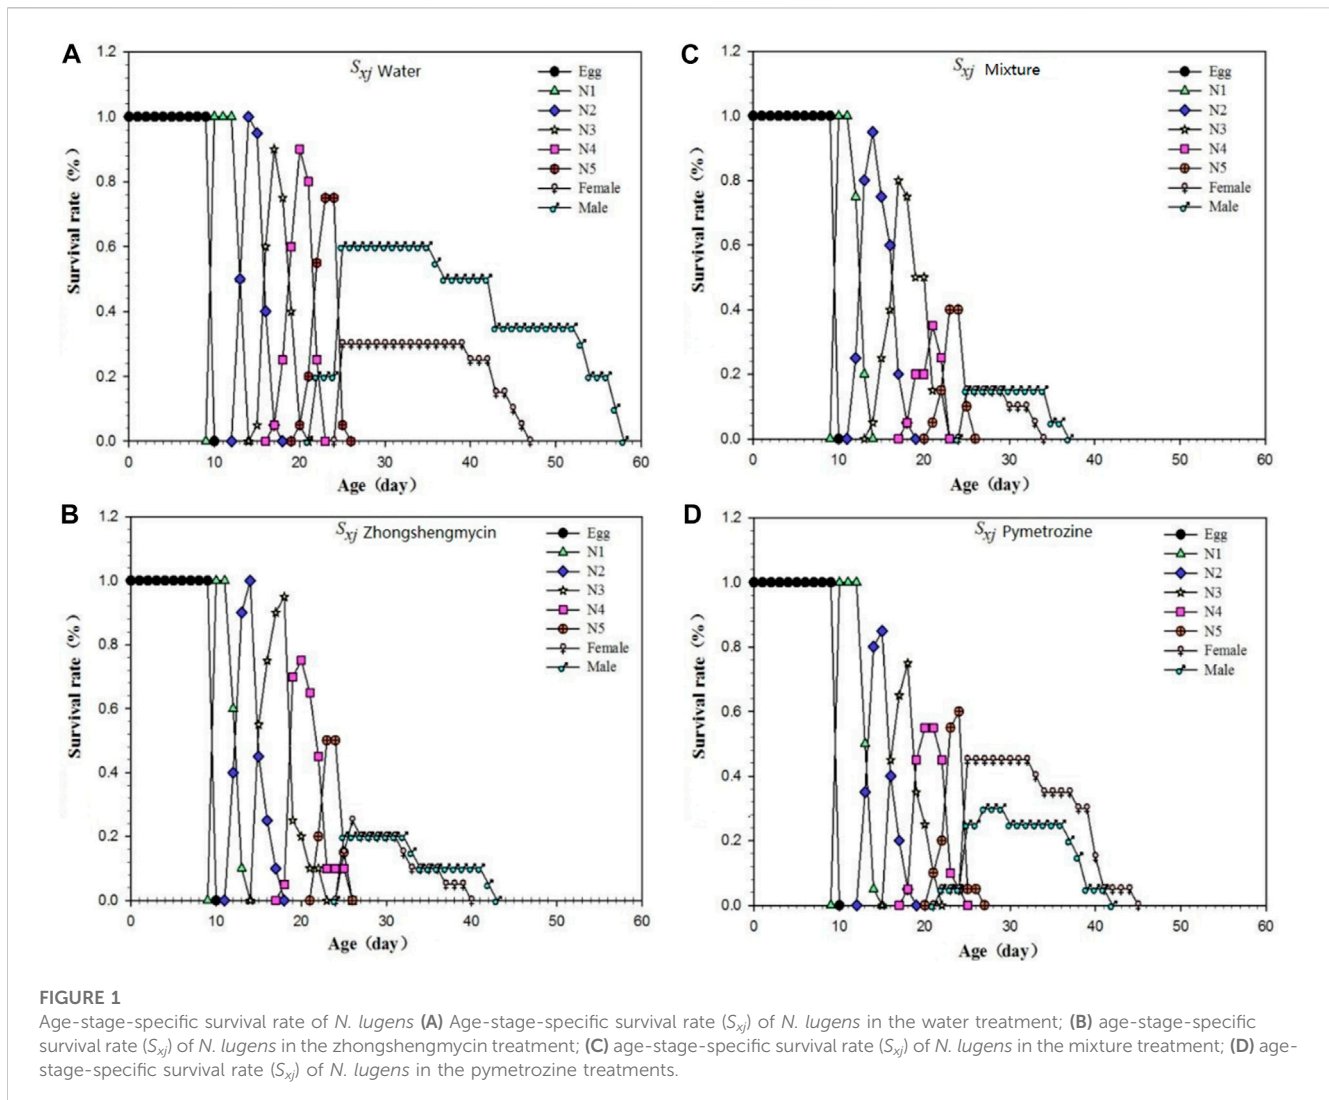 A
S_xj Water
Survival rate (%)
1.2
1.0
0.8
0.6
0.4
0.2
0.0
0 10 20 30 40 50 60
Age (day)
Egg
N1
N2
N3
N4
N5
Female
Male
C
S_xj Mixture
Survival rate (%)
1.2
1.0
0.8
0.6
0.4
0.2
0.0
0 10 20 30 40 50 60
Age (day)
Egg
N1
N2
N3
N4
N5
Female
Male
B
S_xj Zhongshengmycin
Survival rate (%)
1.2
1.0
0.8
0.6
0.4
0.2
0.0
0 10 20 30 40 50 60
Age (day)
Egg
N1
N2
N3
N4
N5
Female
Male
D
S_xj Pymetrozine
Survival rate (%)
1.2
1.0
0.8
0.6
0.4
0.2
0.0
0 10 20 30 40 50 60
Age (day)
Egg
N1
N2
N3
N4
N5
Female
Male
FIGURE 1
Age-stage-specific survival rate of N. lugens (A) Age-stage-specific survival rate (S_xj) of N. lugens in the water treatment; (B) age-stage-specific
survival rate (S_xj) of N. lugens in the zhongshengmycin treatment; (C) age-stage-specific survival rate (S_xj) of N. lugens in the mixture treatment; (D) age-
stage-specific survival rate (S_xj) of N. lugens in the pymetrozine treatments.